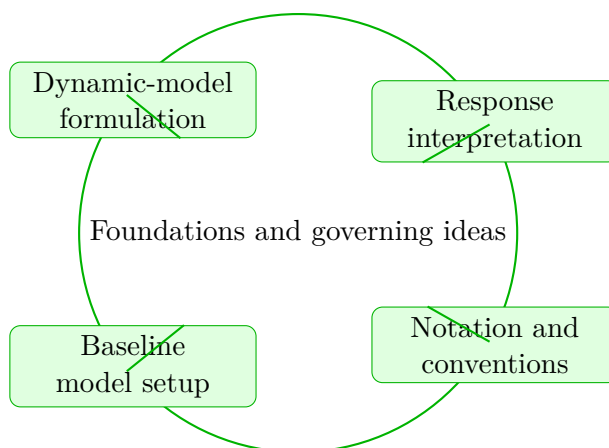 Dynamic-model
formulation
Response
interpretation
Foundations and governing ideas
Baseline
model setup
Notation and
conventions